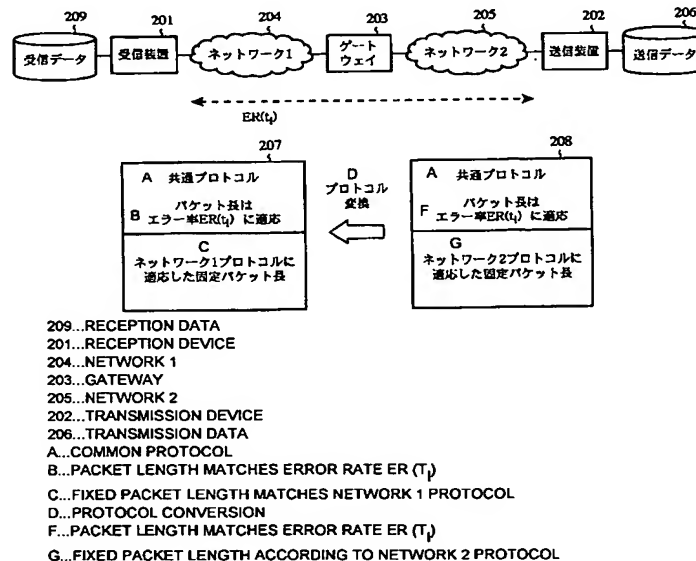 209 201 204 203 205 202 206
受信データ 受信装置 ネットワーク1 ゲート ウェイ ネットワーク2 送信装置 送信データ
ER(ti)
207
A 共通プロトコル
B パケット長は
エラー率ER(ti) に適応
C
ネットワーク1プロトコルに
適応した固定パケット長
D
プロトコル
変換
208
A 共通プロトコル
パケット長は
F エラー率ER(ti) に適応
G
ネットワーク2プロトコルに
適応した固定パケット長
209...RECEPTION DATA
201...RECEPTION DEVICE
204...NETWORK 1
203...GATEWAY
205...NETWORK 2
202...TRANSMISSION DEVICE
206...TRANSMISSION DATA
A...COMMON PROTOCOL
B...PACKET LENGTH MATCHES ERROR RATE ER (Ti)
C...FIXED PACKET LENGTH MATCHES NETWORK 1 PROTOCOL
D...PROTOCOL CONVERSION
F...PACKET LENGTH MATCHES ERROR RATE ER (Ti)
G...FIXED PACKET LENGTH ACCORDING TO NETWORK 2 PROTOCOL